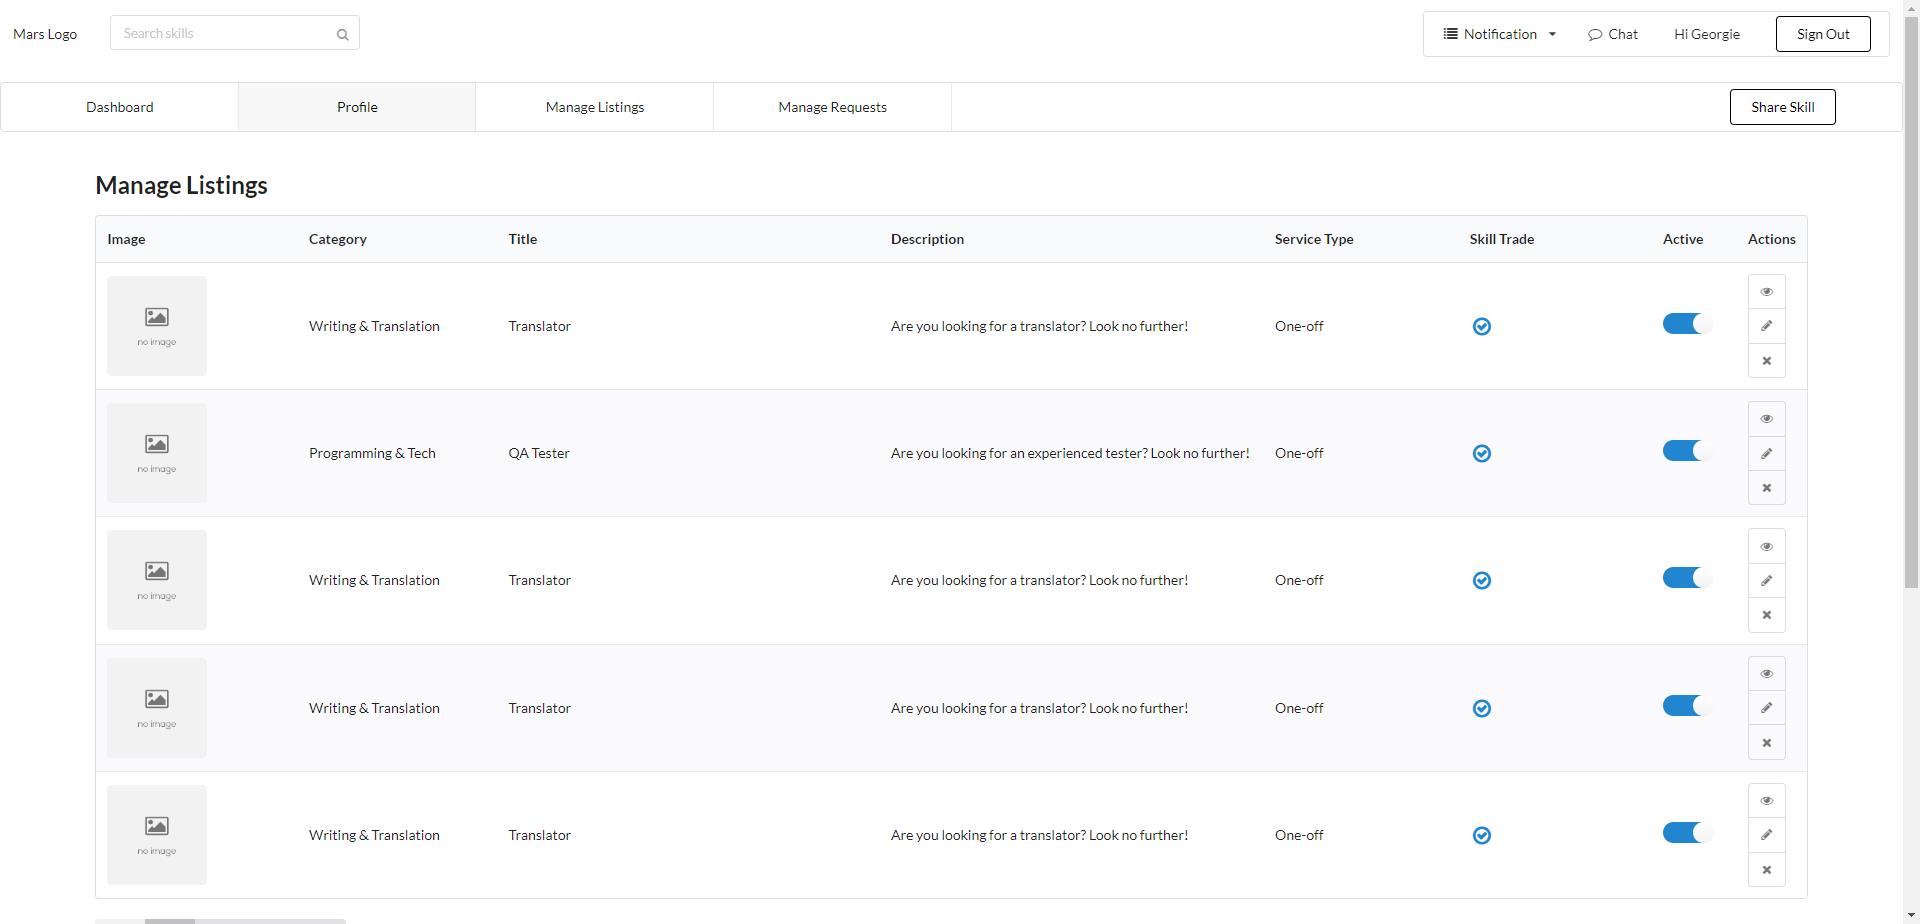 Mars Logo Search skills Notification Chat Hi Georgie Sign Out
Dashboard Profile Manage Listings Manage Requests Share Skill
Manage Listings
Image Category Title Description Service Type Skill Trade Active Actions
no image Writing & Translation Translator Are you looking for a translator? Look no further! One-off
no image Programming & Tech QA Tester Are you looking for an experienced tester? Look no further! One-off
no image Writing & Translation Translator Are you looking for a translator? Look no further! One-off
no image Writing & Translation Translator Are you looking for a translator? Look no further! One-off
no image Writing & Translation Translator Are you looking for a translator? Look no further! One-off